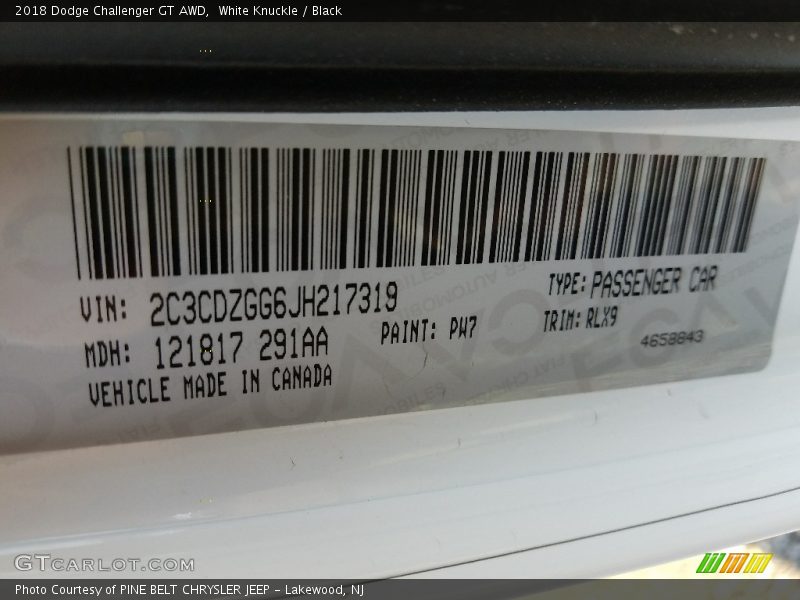 2018 Dodge Challenger GT AWD, White Knuckle / Black
VIN: 2C3CDZGG6JH217319
TYPE: PASSENGER CAR
MDH: 121817 291AA
PAINT: PW7
TRIM: RLX9
4658843
VEHICLE MADE IN CANADA
GTCARLOT.COM
Photo Courtesy of PINE BELT CHRYSLER JEEP - Lakewood, NJ